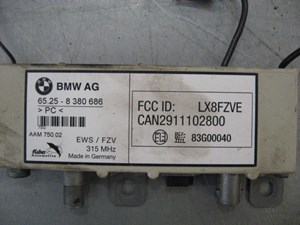 BMW AG
65.25 - 8 380 686
> PC <
AAM 750 02
EWS / FZV
315 MHz
Made in Germany
FCC ID: LX8FZVE
CAN2911102800
83G00040